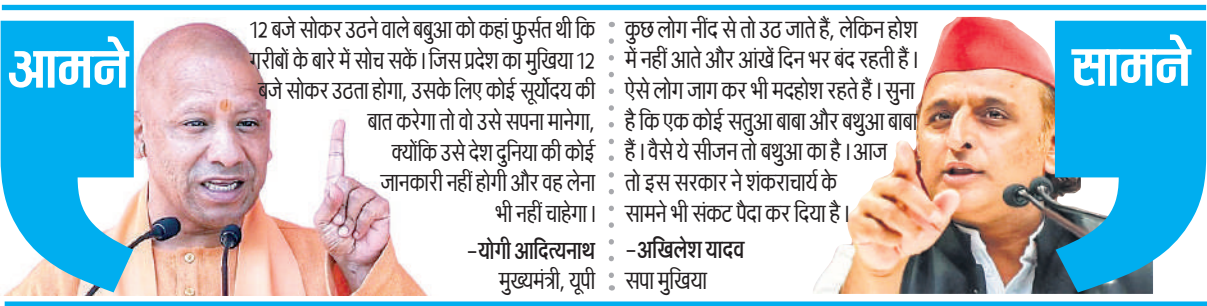 आमने
12 बजे सोकर उठने वाले बबुआ को कहां फुर्सत थी कि
गरीबों के बारे में सोच सकें। जिस प्रदेश का मुखिया 12
बजे सोकर उठता होगा, उसके लिए कोई सूर्योदय की
बात करेगा तो वो उसे सपना मानेगा,
क्योंकि उसे देश दुनिया की कोई
जानकारी नहीं होगी और वह लेना
भी नहीं चाहेगा।
-योगी आदित्यनाथ
मुख्यमंत्री, यूपी
कुछ लोग नींद से तो उठ जाते हैं, लेकिन होश
में नहीं आते और आंखें दिन भर बंद रहती हैं।
ऐसे लोग जाग कर भी मदहोश रहते हैं। सुना
है कि एक कोई सतुआ बाबा और बथुआ बाबा
हैं। वैसे ये सीजन तो बथुआ का है। आज
तो इस सरकार ने शंकराचार्य के
सामने भी संकट पैदा कर दिया है।
-अखिलेश यादव
सपा मुखिया
सामने